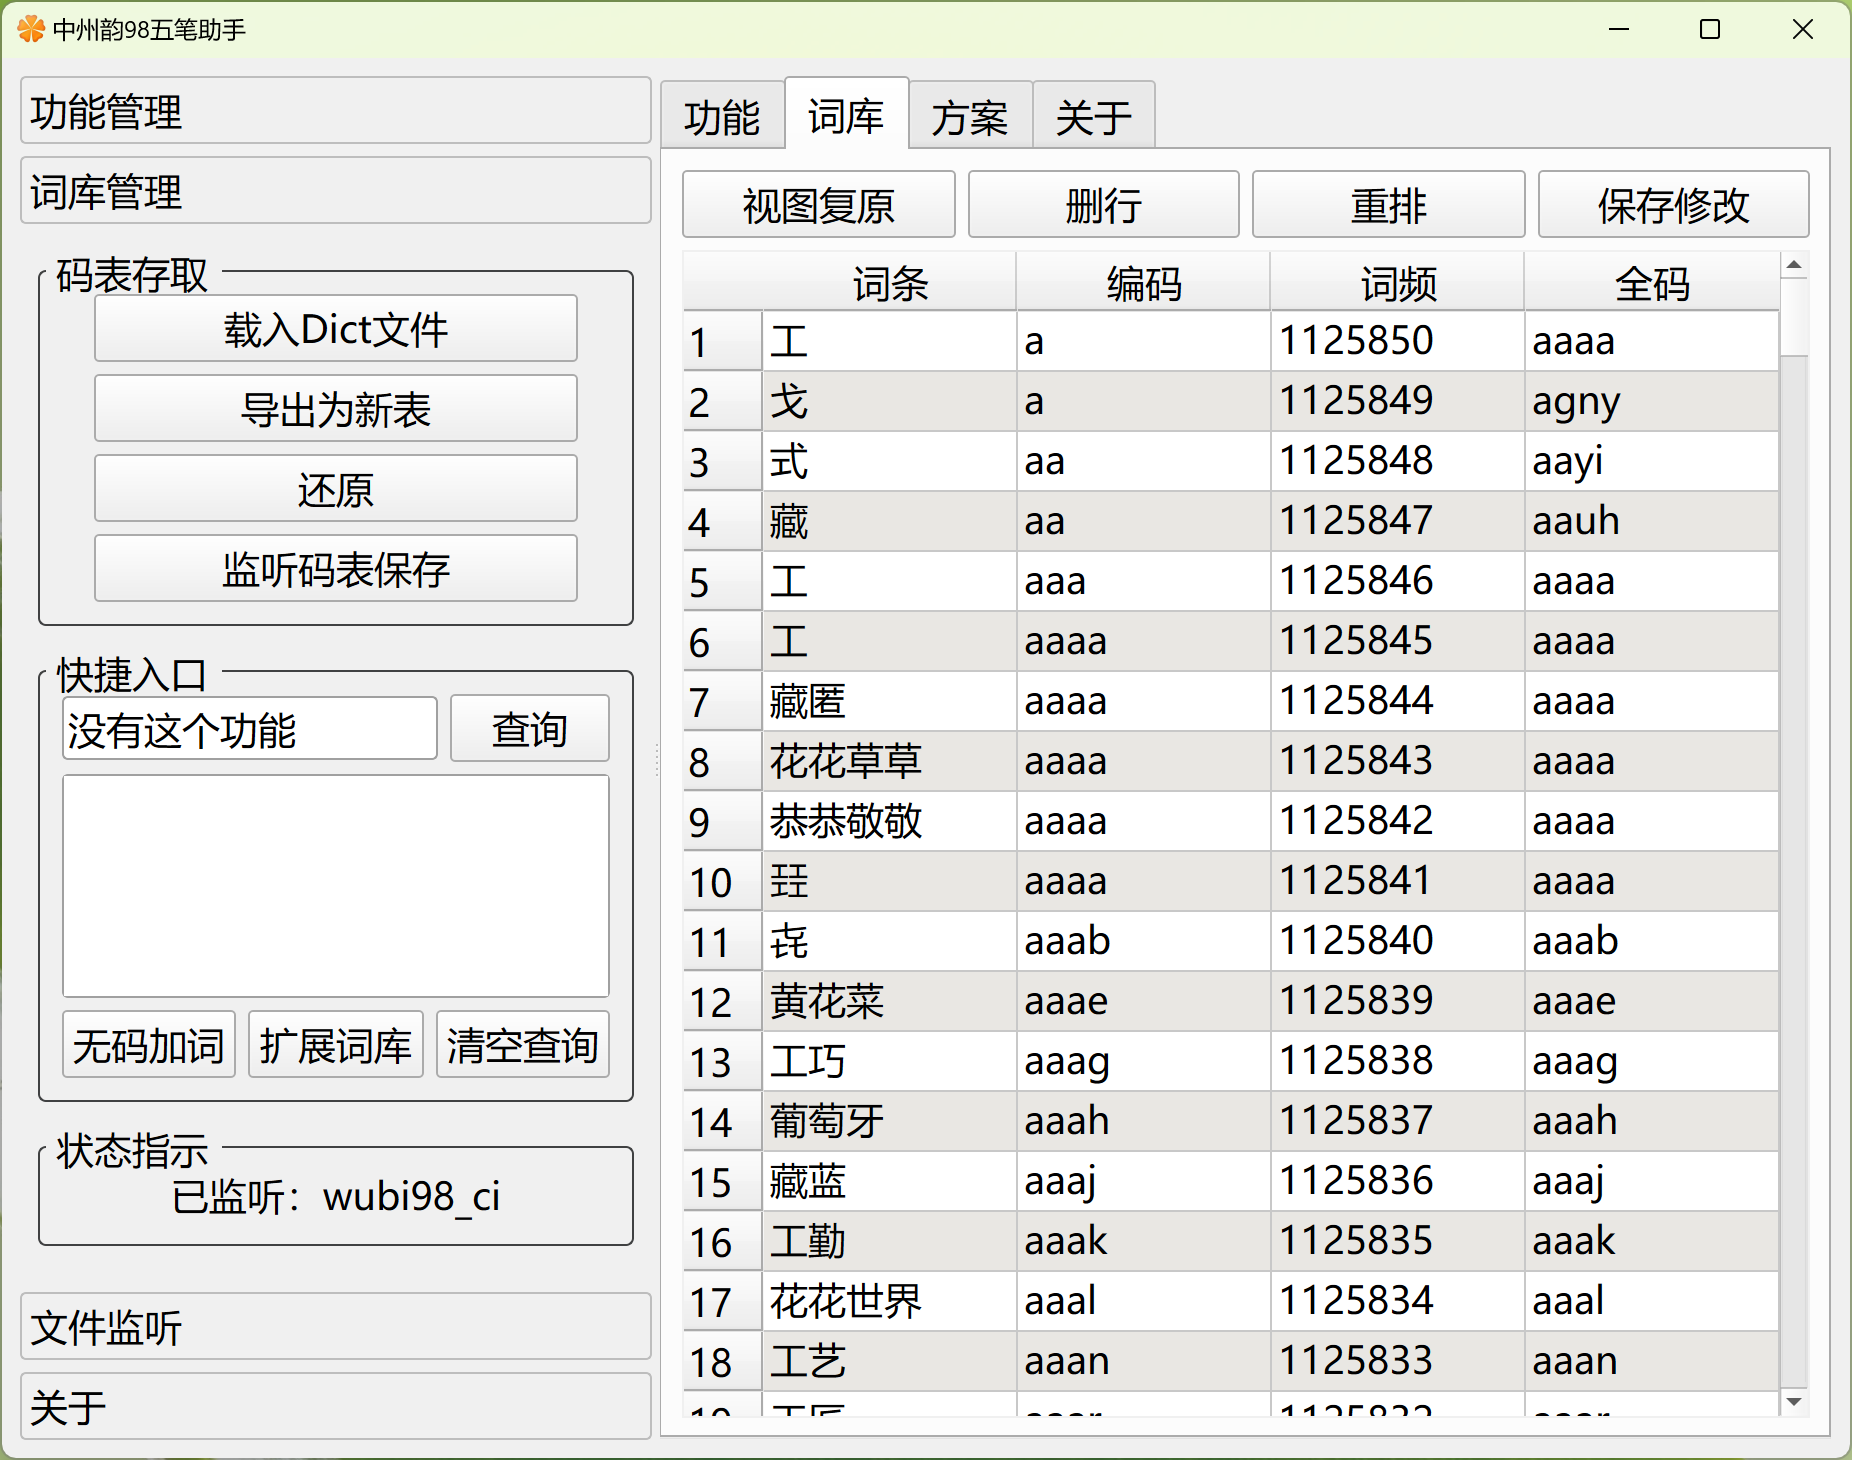 中州韵98五笔助手
功能管理
词库管理
码表存取
载入Dict文件
导出为新表
还原
监听码表保存
快捷入口
没有这个功能 查询
无码加词 扩展词库 清空查询
状态指示
已监听：wubi98_ci
文件监听
关于
功能 词库 方案 关于
视图复原 删行 重排 保存修改
词条 编码 词频 全码
1 工 a 1125850 aaaa
2 戈 a 1125849 agny
3 式 aa 1125848 aayi
4 藏 aa 1125847 aauh
5 工 aaa 1125846 aaaa
6 工 aaaa 1125845 aaaa
7 藏匿 aaaa 1125844 aaaa
8 花花草草 aaaa 1125843 aaaa
9 恭恭敬敬 aaaa 1125842 aaaa
10 㠭 aaaa 1125841 aaaa
11 aaab 1125840 aaab
12 黄花菜 aaae 1125839 aaae
13 工巧 aaag 1125838 aaag
14 葡萄牙 aaah 1125837 aaah
15 藏蓝 aaaj 1125836 aaaj
16 工勤 aaak 1125835 aaak
17 花花世界 aaal 1125834 aaal
18 工艺 aaan 1125833 aaan